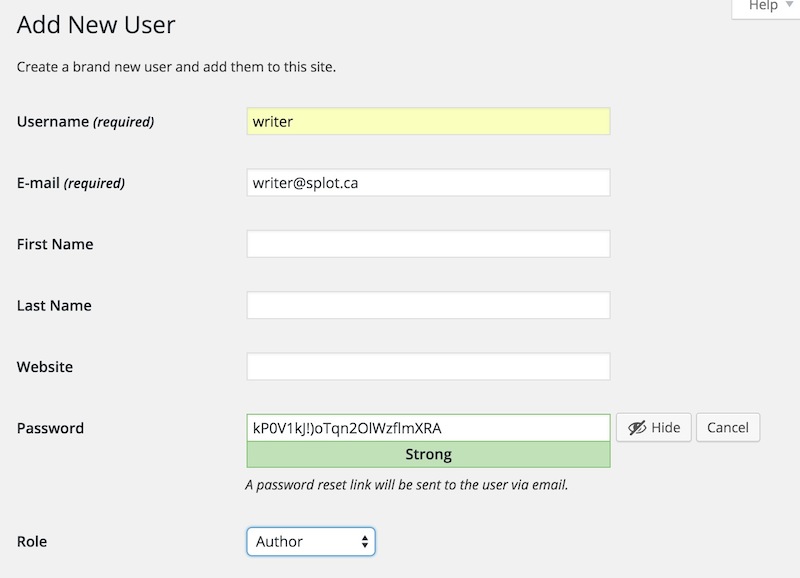 Help
Add New User
Create a brand new user and add them to this site.
Username (required) writer
E-mail (required) writer@splot.ca
First Name
Last Name
Website
Password kP0V1kJ!)oTqn2OlWzflmXRA Hide Cancel
Strong
A password reset link will be sent to the user via email.
Role Author